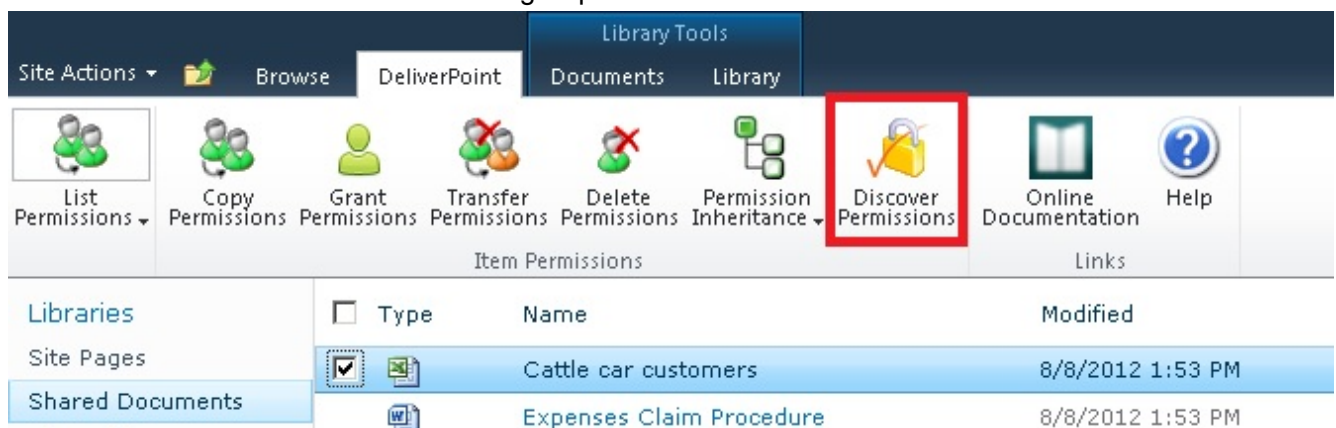 Library Tools
Site Actions Browse DeliverPoint Documents Library
List Permissions
Copy Permissions
Grant Permissions
Transfer Permissions
Delete Permissions
Permission Inheritance
Discover Permissions
Online Documentation
Help
Item Permissions
Links
Libraries
Type Name Modified
Site Pages
Cattle car customers 8/8/2012 1:53 PM
Shared Documents
Expenses Claim Procedure 8/8/2012 1:53 PM